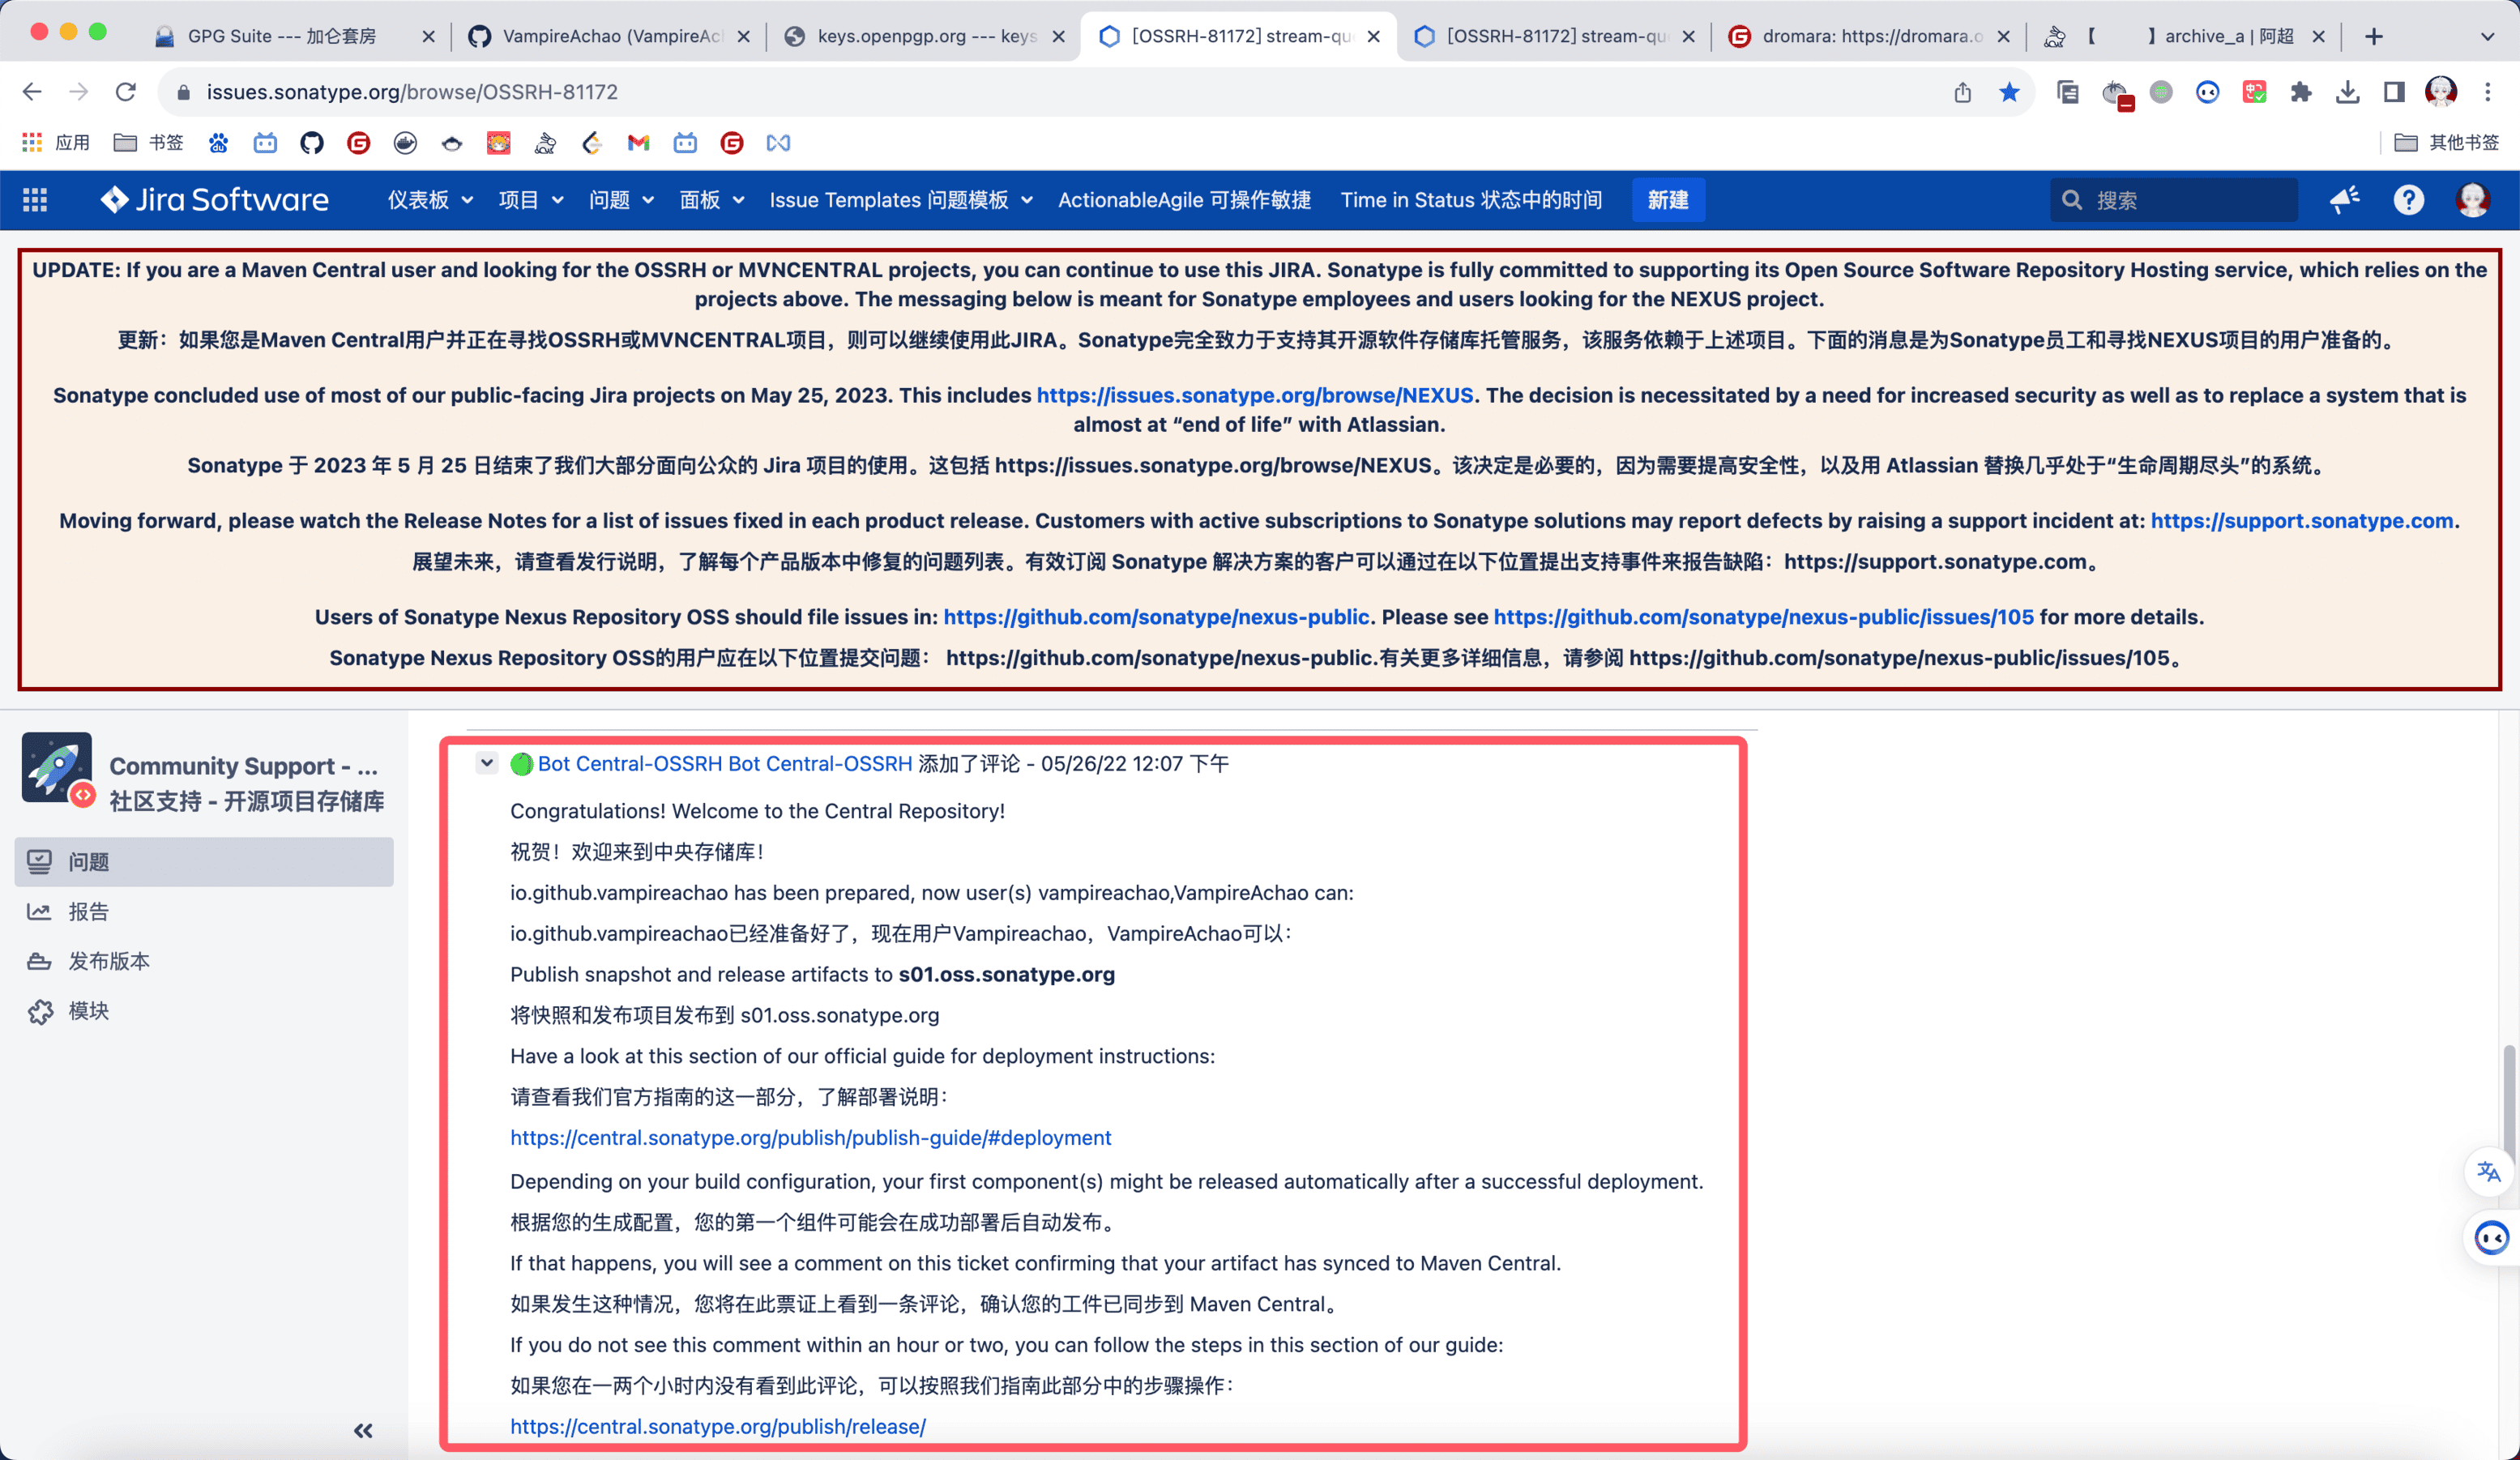 GPG Suite --- 加仑套房
VampireAchao (VampireAch
keys.openpgp.org --- keys
[OSSRH-81172] stream-qu
[OSSRH-81172] stream-qu
dromara: https://dromara.o
【 】archive_a | 阿超
issues.sonatype.org/browse/OSSRH-81172
应用 书签 其他书签
Jira Software 仪表板 项目 问题 面板 Issue Templates 问题模板 ActionableAgile 可操作敏捷 Time in Status 状态中的时间 新建 搜索
UPDATE: If you are a Maven Central user and looking for the OSSRH or MVNCENTRAL projects, you can continue to use this JIRA. Sonatype is fully committed to supporting its Open Source Software Repository Hosting service, which relies on the
projects above. The messaging below is meant for Sonatype employees and users looking for the NEXUS project.
更新：如果您是Maven Central用户并正在寻找OSSRH或MVNCENTRAL项目，则可以继续使用此JIRA。Sonatype完全致力于支持其开源软件存储库托管服务，该服务依赖于上述项目。下面的消息是为Sonatype员工和寻找NEXUS项目的用户准备的。
Sonatype concluded use of most of our public-facing Jira projects on May 25, 2023. This includes https://issues.sonatype.org/browse/NEXUS. The decision is necessitated by a need for increased security as well as to replace a system that is
almost at “end of life” with Atlassian.
Sonatype 于 2023 年 5 月 25 日结束了我们大部分面向公众的 Jira 项目的使用。这包括 https://issues.sonatype.org/browse/NEXUS。该决定是必要的，因为需要提高安全性，以及用 Atlassian 替换几乎处于“生命周期尽头”的系统。
Moving forward, please watch the Release Notes for a list of issues fixed in each product release. Customers with active subscriptions to Sonatype solutions may report defects by raising a support incident at: https://support.sonatype.com.
展望未来，请查看发行说明，了解每个产品版本中修复的问题列表。有效订阅 Sonatype 解决方案的客户可以通过在以下位置提出支持事件来报告缺陷：https://support.sonatype.com。
Users of Sonatype Nexus Repository OSS should file issues in: https://github.com/sonatype/nexus-public. Please see https://github.com/sonatype/nexus-public/issues/105 for more details.
Sonatype Nexus Repository OSS的用户应在以下位置提交问题： https://github.com/sonatype/nexus-public.有关更多详细信息，请参阅 https://github.com/sonatype/nexus-public/issues/105。
Community Support - ...
社区支持 - 开源项目存储库
问题
报告
发布版本
模块
Bot Central-OSSRH Bot Central-OSSRH 添加了评论 - 05/26/22 12:07 下午
Congratulations! Welcome to the Central Repository!
祝贺！欢迎来到中央存储库！
io.github.vampireachao has been prepared, now user(s) vampireachao,VampireAchao can:
io.github.vampireachao已经准备好了，现在用户Vampireachao，VampireAchao可以：
Publish snapshot and release artifacts to s01.oss.sonatype.org
将快照和发布项目发布到 s01.oss.sonatype.org
Have a look at this section of our official guide for deployment instructions:
请查看我们官方指南的这一部分，了解部署说明：
https://central.sonatype.org/publish/publish-guide/#deployment
Depending on your build configuration, your first component(s) might be released automatically after a successful deployment.
根据您的生成配置，您的第一个组件可能会在成功部署后自动发布。
If that happens, you will see a comment on this ticket confirming that your artifact has synced to Maven Central.
如果发生这种情况，您将在此票证上看到一条评论，确认您的工件已同步到 Maven Central。
If you do not see this comment within an hour or two, you can follow the steps in this section of our guide:
如果您在一两个小时内没有看到此评论，可以按照我们指南此部分中的步骤操作：
https://central.sonatype.org/publish/release/